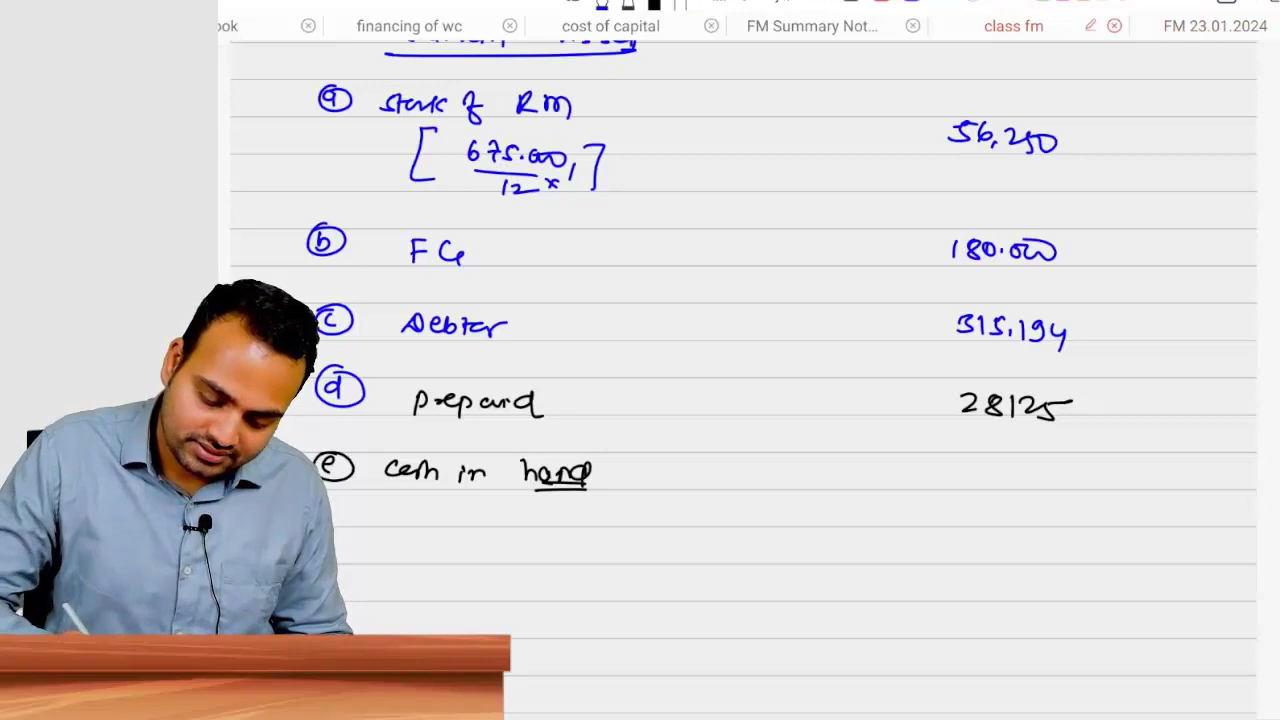 ook financing of wc cost of capital FM Summary Not... class fm FM 23.01.2024
(a) stock of RM 56,250
[ 675.000 / 12 x 1 ]
(b) FG 180.000
(c) Debtor 315.194
(d) prepaid 28125
(e) cash in hand